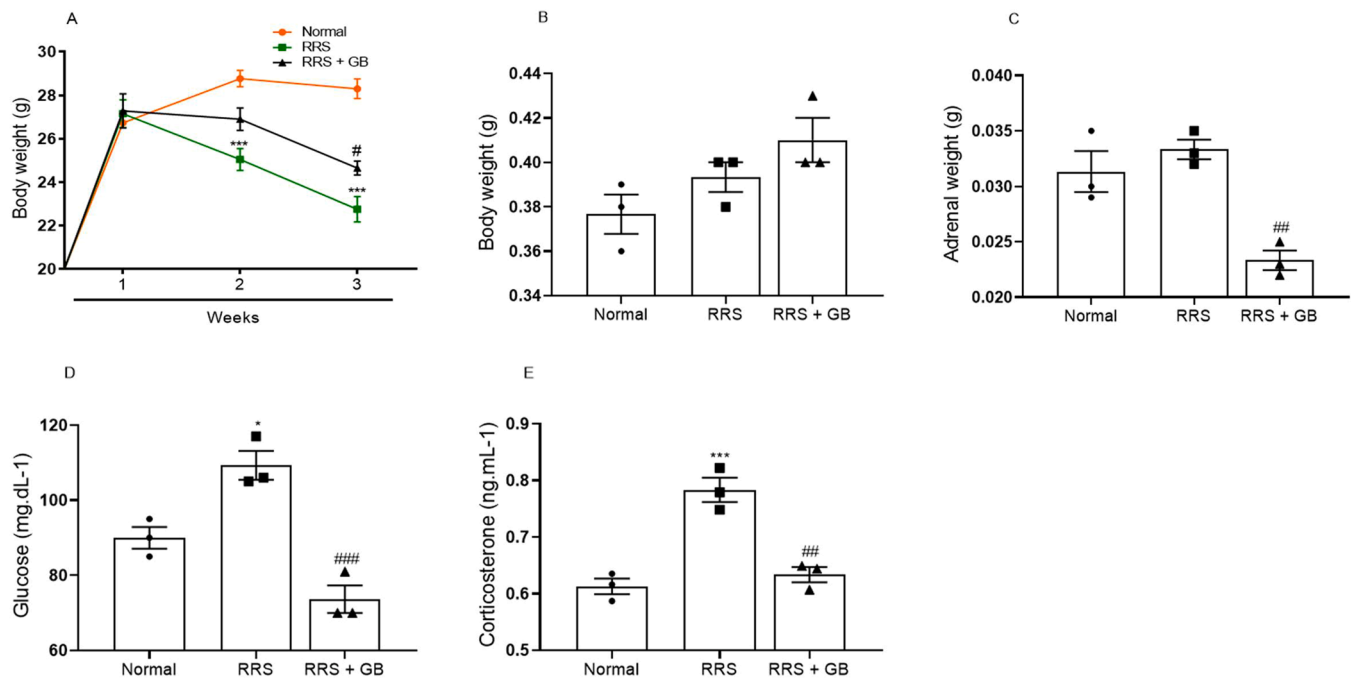 A
Normal
RRS
RRS + GB
Body weight (g)
30
28
26
24
22
20
***
#
***
1 2 3
Weeks
B
Body weight (g)
0.44
0.42
0.40
0.38
0.36
0.34
Normal RRS RRS + GB
C
Adrenal weight (g)
0.040
0.035
0.030
0.025
0.020
##
Normal RRS RRS + GB
D
Glucose (mg.dL-1)
120
100
80
60
*
###
Normal RRS RRS + GB
E
Corticosterone (ng.mL-1)
0.9
0.8
0.7
0.6
0.5
***
##
Normal RRS RRS + GB